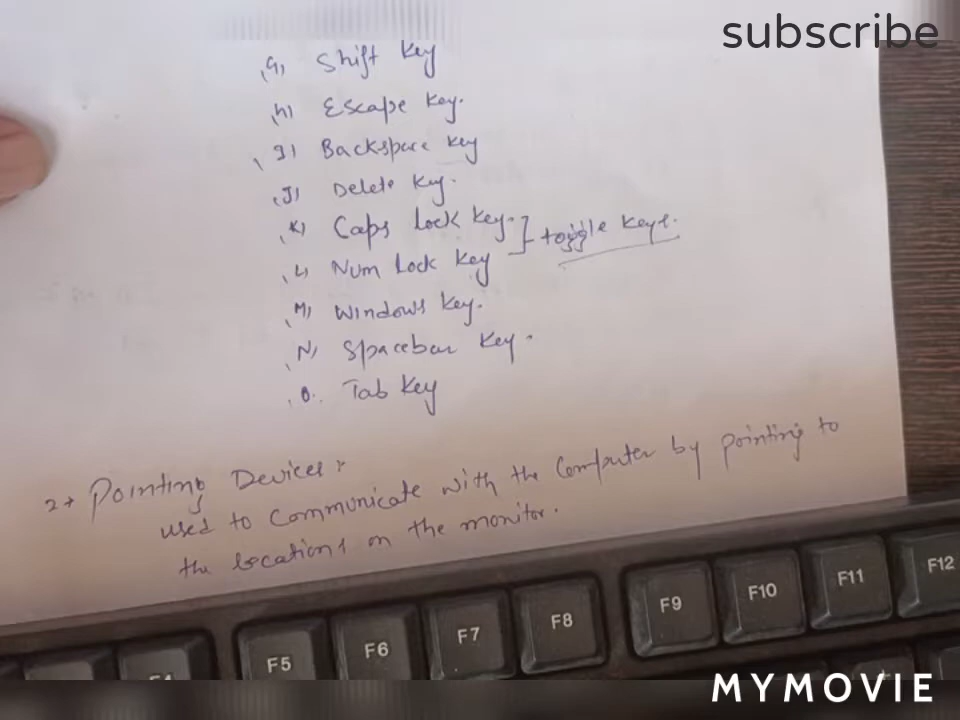 subscribe
G) Shift Key
h) Escape Key.
I) Backspace Key
J) Delete Key.
K) Caps Lock Key. ] toggle Keys.
L) Num Lock Key
M) Windows Key.
N) Spacebar Key.
O. Tab Key
2→ Pointing Devices:
used to communicate with the computer by pointing to
the locations on the monitor.
F5 F6 F7 F8 F9 F10 F11 F12
MYMOVIE